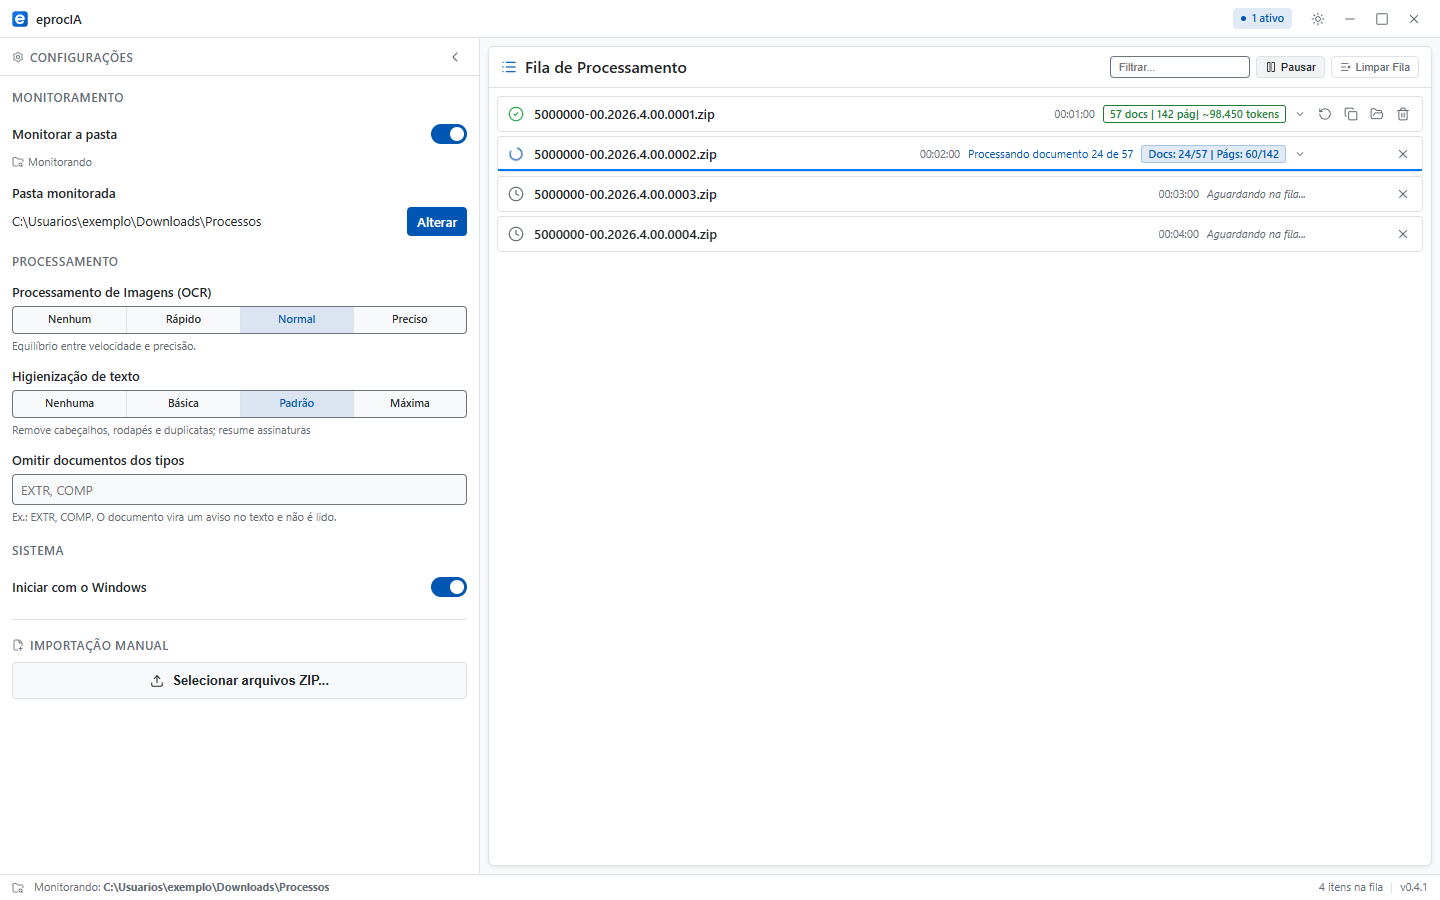 eprocIA
1 ativo
CONFIGURAÇÕES
MONITORAMENTO
Monitorar a pasta
Monitorando
Pasta monitorada
C:\Usuarios\exemplo\Downloads\Processos
Alterar
PROCESSAMENTO
Processamento de Imagens (OCR)
Nenhum Rápido Normal Preciso
Equilíbrio entre velocidade e precisão.
Higienização de texto
Nenhuma Básica Padrão Máxima
Remove cabeçalhos, rodapés e duplicatas; resume assinaturas
Omitir documentos dos tipos
EXTR, COMP
Ex.: EXTR, COMP. O documento vira um aviso no texto e não é lido.
SISTEMA
Iniciar com o Windows
IMPORTAÇÃO MANUAL
Selecionar arquivos ZIP...
Fila de Processamento
Filtrar...
Pausar
Limpar Fila
5000000-00.2026.4.00.0001.zip 00:01:00 57 docs | 142 pág| ~98.450 tokens
5000000-00.2026.4.00.0002.zip 00:02:00 Processando documento 24 de 57 Docs: 24/57 | Págs: 60/142
5000000-00.2026.4.00.0003.zip 00:03:00 Aguardando na fila...
5000000-00.2026.4.00.0004.zip 00:04:00 Aguardando na fila...
Monitorando: C:\Usuarios\exemplo\Downloads\Processos
4 itens na fila
v0.4.1